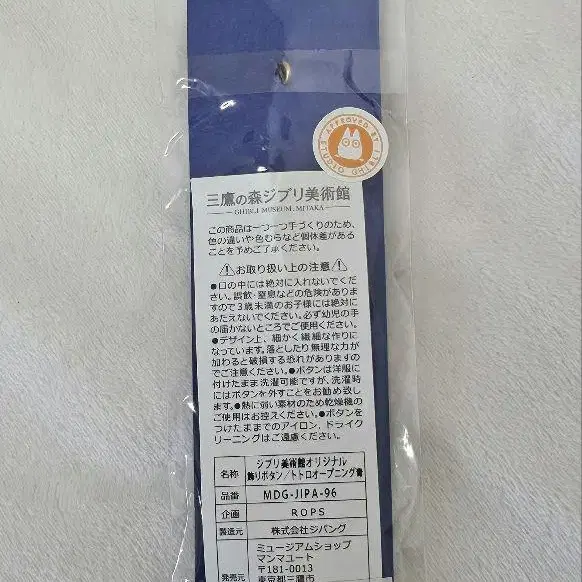 APPROVED BY STUDIO GHIBLI
三鷹の森ジブリ美術館
GHIBLI MUSEUM, MITAKA
この商品は一つ一つ手づくりのため、
色の違いや色むらなど個体差がある
ことを予めご了承ください。
⚠お取り扱い上の注意⚠
●口の中には絶対に入れないでくだ
さい。誤飲・窒息などの危険がありま
すので3歳未満のお子様には絶対に
あたえないでください。必ず幼児の手
の届かないところでご使用ください。
●デザイン上、細かく繊細な作りに
なっています。落としたり無理な力が
加わると破損する恐れがありますの
でご注意ください。●ボタンは洋服に
付けたまま洗濯可能ですが、洗濯時
にはボタンを外すことをお勧め致し
ます。●熱に弱い素材のため乾燥機の
ご使用はお控えください。●ボタンを
つけたままでのアイロン、ドライク
リーニングはご遠慮ください。
名称 ジブリ美術館オリジナル
飾りボタン/トトロオープニング青
品番 MDG-JIPA-96
企画 ROPS
製造元 株式会社ジパング
発売元 ミュージアムショップ
マンマユート
〒181-0013
東京都三鷹市